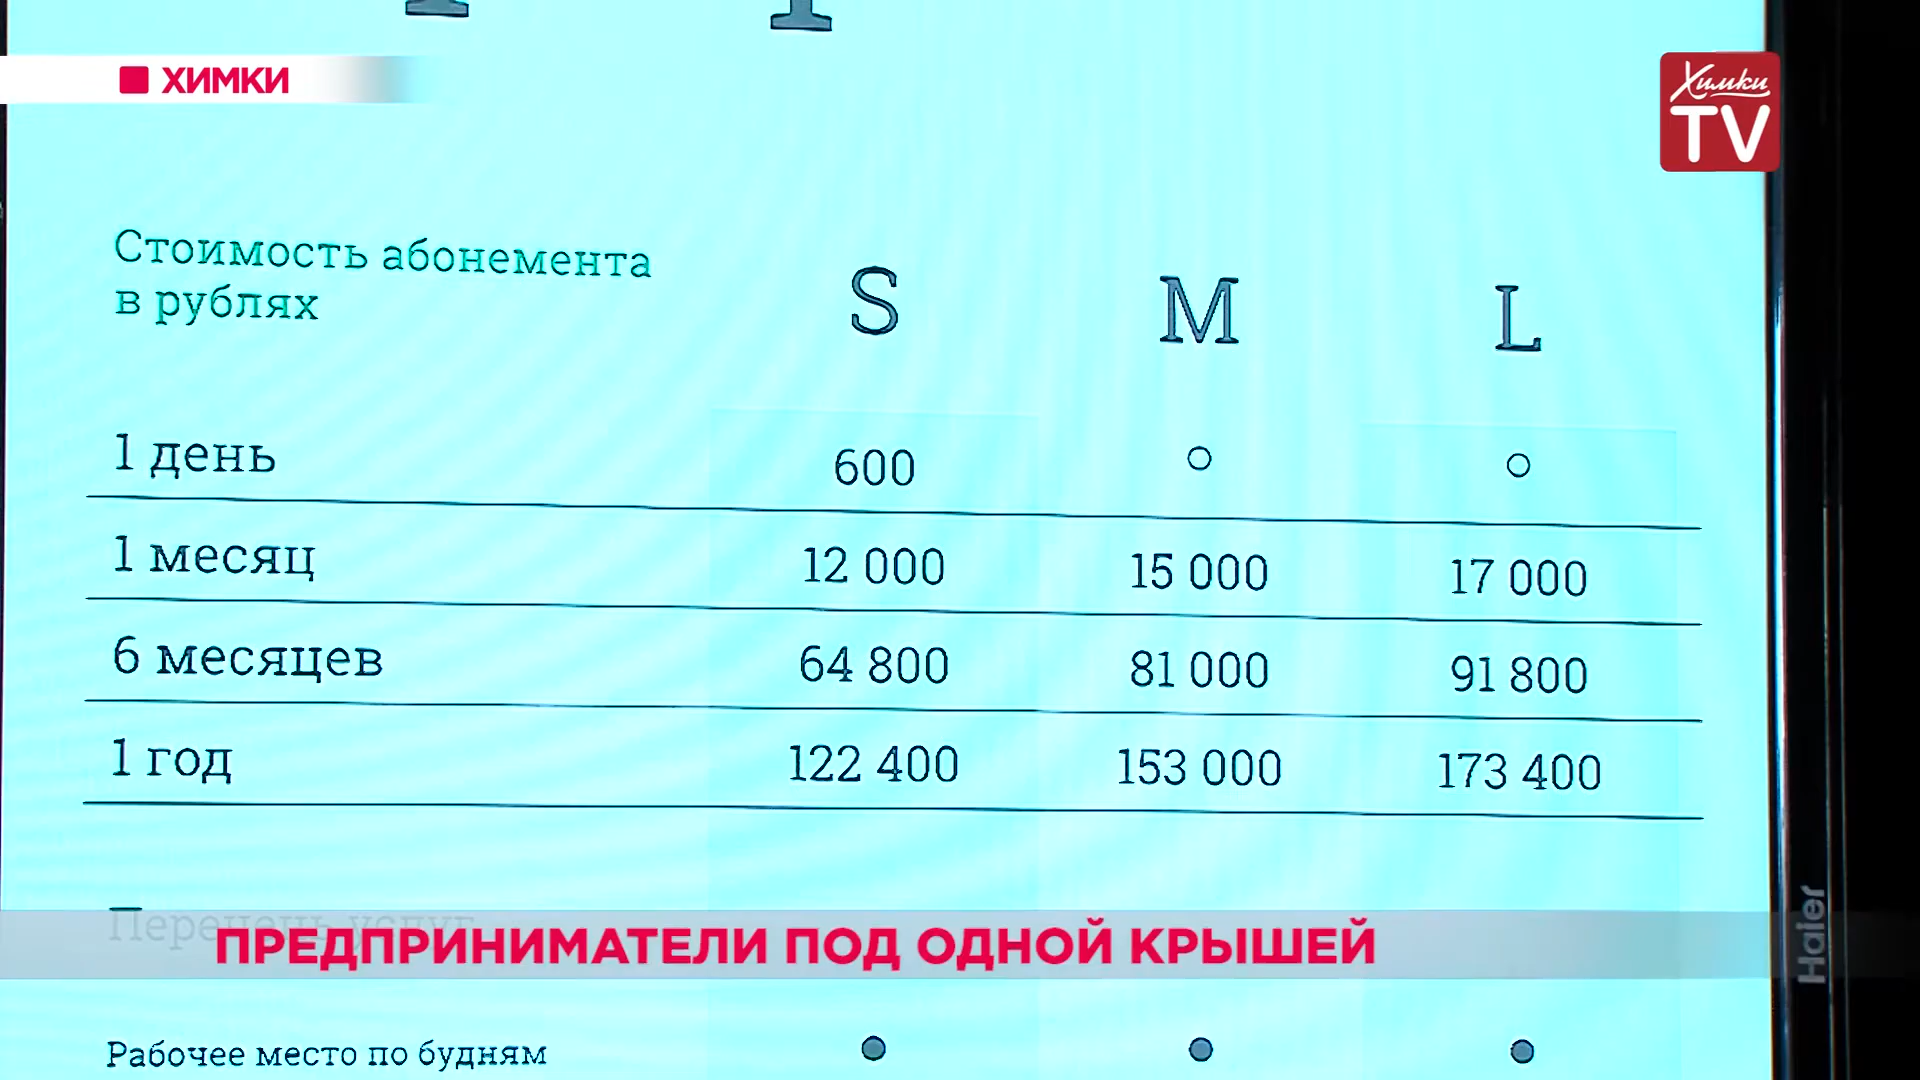 ХИМКИ
Химки
TV
Стоимость абонемента
в рублях
S M L
1 день 600
1 месяц 12 000 15 000 17 000
6 месяцев 64 800 81 000 91 800
1 год 122 400 153 000 173 400
Перечень услуг
ПРЕДПРИНИМАТЕЛИ ПОД ОДНОЙ КРЫШЕЙ
Haier
Рабочее место по будням